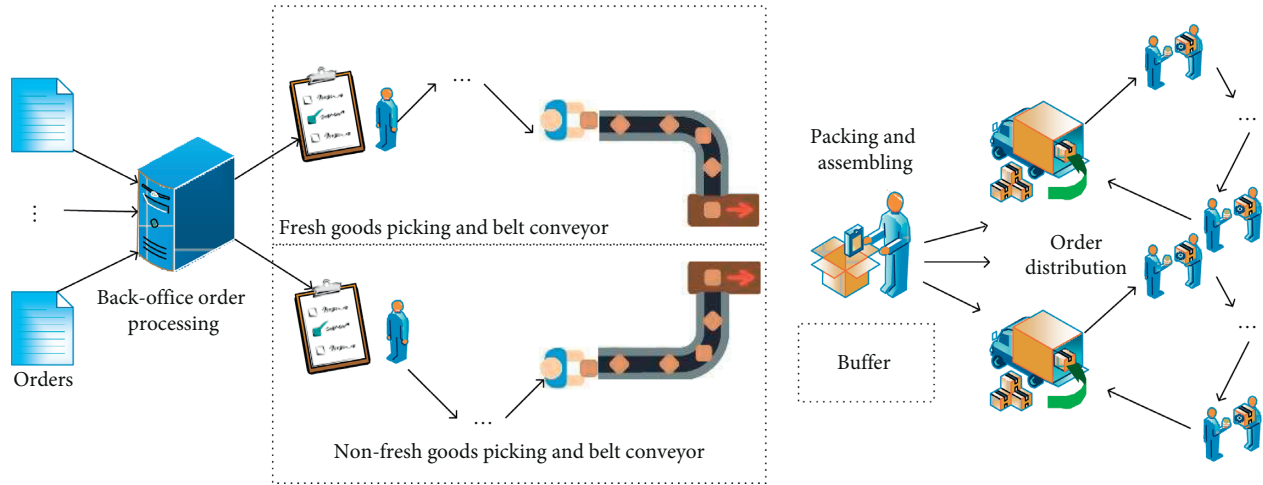 Orders
Back-office order
processing
Fresh goods picking and belt conveyor
Non-fresh goods picking and belt conveyor
Packing and
assembling
Buffer
Order
distribution